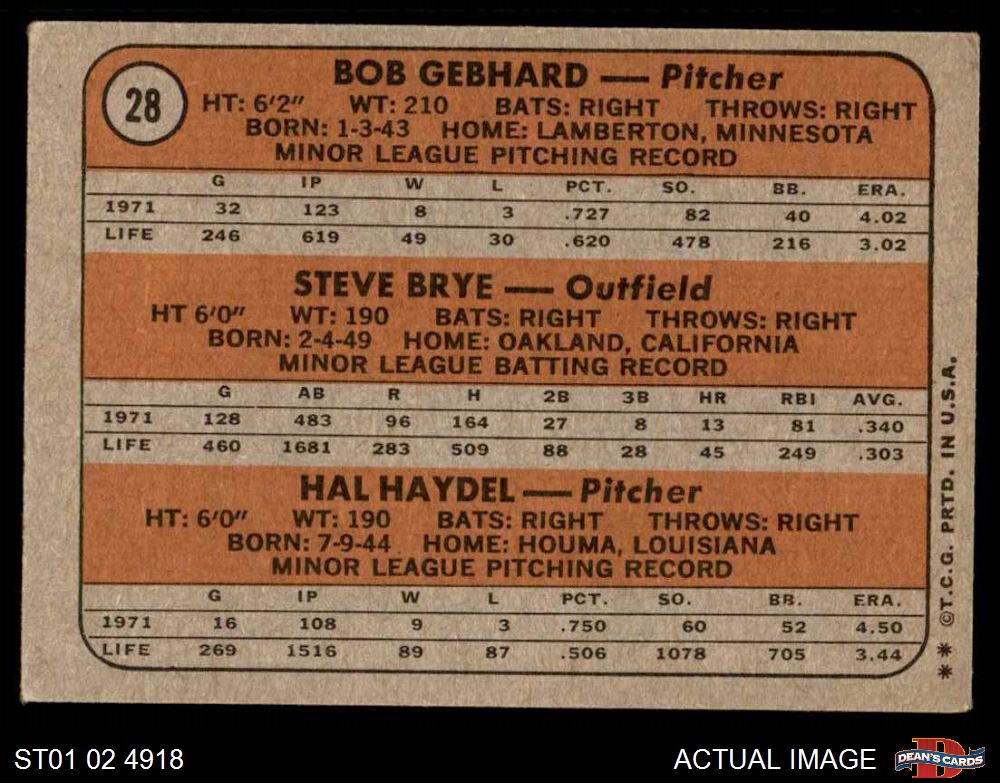 28
BOB GEBHARD — Pitcher
HT: 6'2" WT: 210 BATS: RIGHT THROWS: RIGHT
BORN: 1-3-43 HOME: LAMBERTON, MINNESOTA
MINOR LEAGUE PITCHING RECORD
G IP W L PCT. SO. BB. ERA.
1971 32 123 8 3 .727 82 40 4.02
LIFE 246 619 49 30 .620 478 216 3.02
STEVE BRYE — Outfield
HT 6'0" WT: 190 BATS: RIGHT THROWS: RIGHT
BORN: 2-4-49 HOME: OAKLAND, CALIFORNIA
MINOR LEAGUE BATTING RECORD
G AB R H 2B 3B HR RBI AVG.
1971 128 483 96 164 27 8 13 81 .340
LIFE 460 1681 283 509 88 28 45 249 .303
HAL HAYDEL — Pitcher
HT: 6'0" WT: 190 BATS: RIGHT THROWS: RIGHT
BORN: 7-9-44 HOME: HOUMA, LOUISIANA
MINOR LEAGUE PITCHING RECORD
G IP W L PCT. SO. BB. ERA.
1971 16 108 9 3 .750 60 52 4.50
LIFE 269 1516 89 87 .506 1078 705 3.44
** ©T.C.G. PRTD. IN U.S.A.
ST01 02 4918
ACTUAL IMAGE
D
DEAN'S CARDS